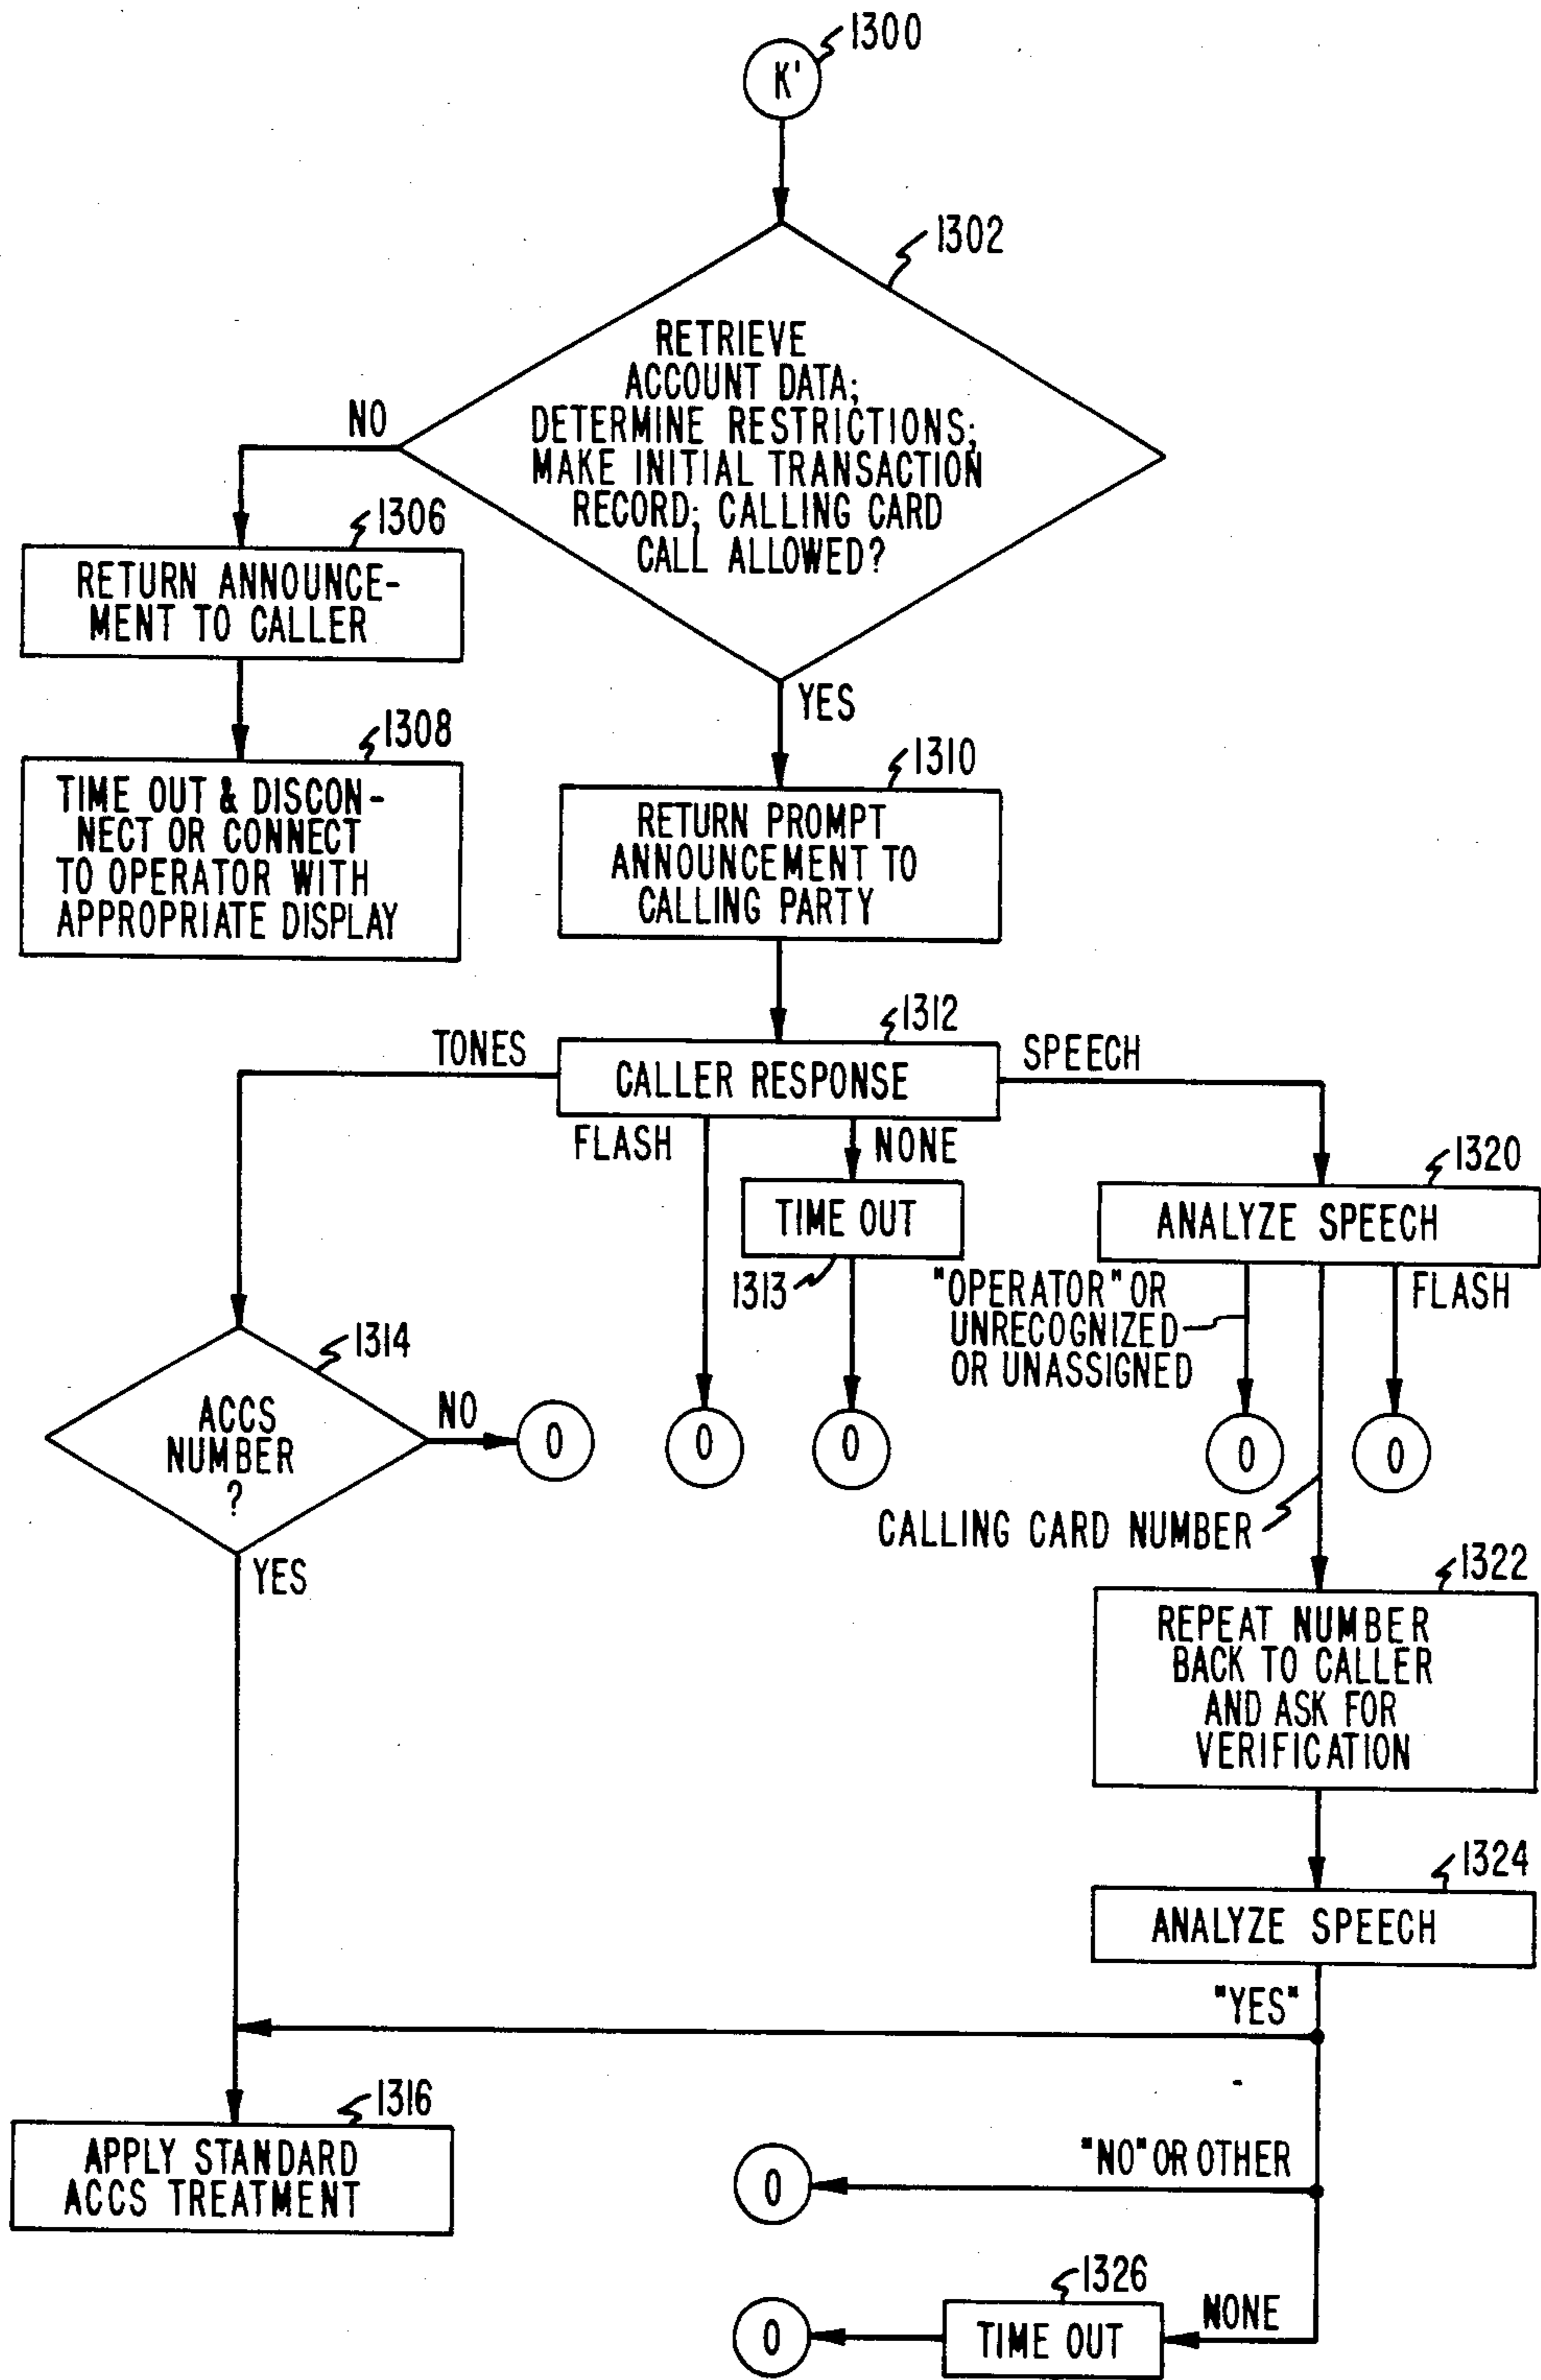 1300
K'
1302
RETRIEVE
ACCOUNT DATA;
DETERMINE RESTRICTIONS;
MAKE INITIAL TRANSACTION
RECORD; CALLING CARD
CALL ALLOWED?
NO
1306
RETURN ANNOUNCE-
MENT TO CALLER
YES
1308
TIME OUT & DISCON-
NECT OR CONNECT
TO OPERATOR WITH
APPROPRIATE DISPLAY
1310
RETURN PROMPT
ANNOUNCEMENT TO
CALLING PARTY
1312
TONES
CALLER RESPONSE
SPEECH
FLASH
NONE
1320
TIME OUT
ANALYZE SPEECH
1313
"OPERATOR" OR
UNRECOGNIZED
OR UNASSIGNED
FLASH
1314
ACCS
NUMBER
?
NO
0
0
0
0
0
CALLING CARD NUMBER
YES
1322
REPEAT NUMBER
BACK TO CALLER
AND ASK FOR
VERIFICATION
1324
ANALYZE SPEECH
"YES"
1316
APPLY STANDARD
ACCS TREATMENT
"NO" OR OTHER
0
1326
NONE
TIME OUT
0